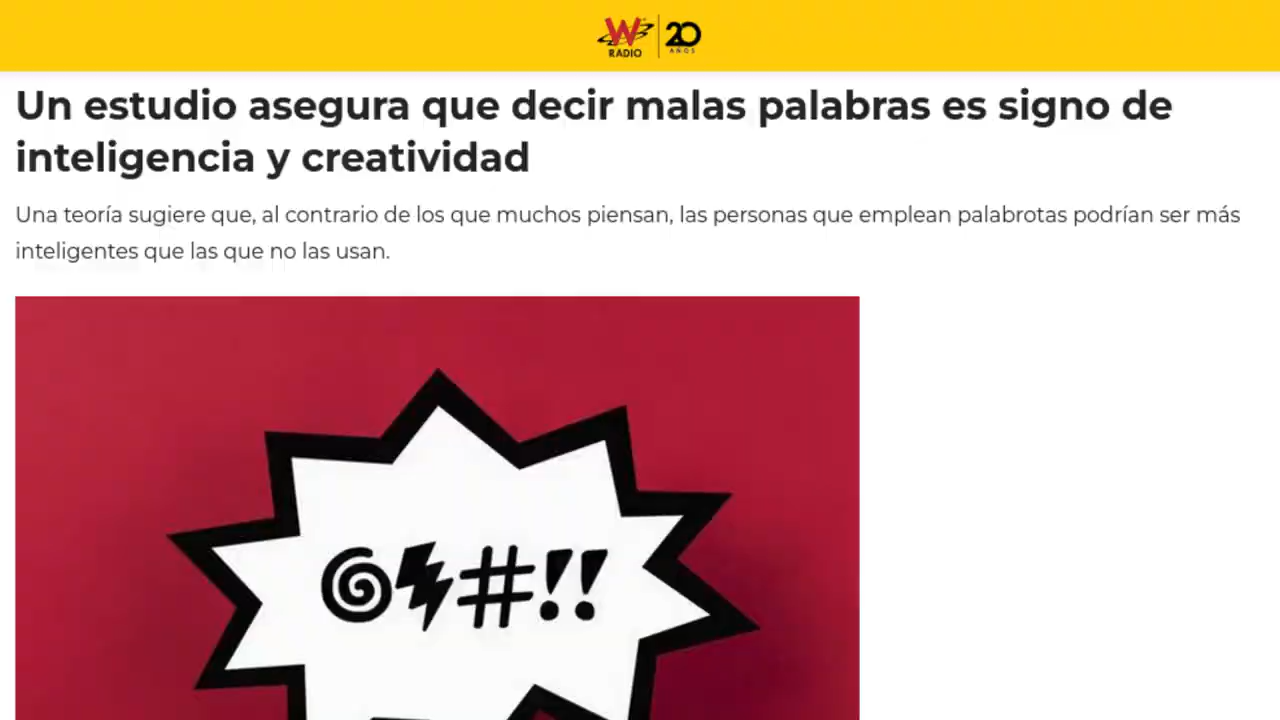 W
RADIO
20
AÑOS
Un estudio asegura que decir malas palabras es signo de
inteligencia y creatividad
Una teoría sugiere que, al contrario de los que muchos piensan, las personas que emplean palabrotas podrían ser más
inteligentes que las que no las usan.
#!!